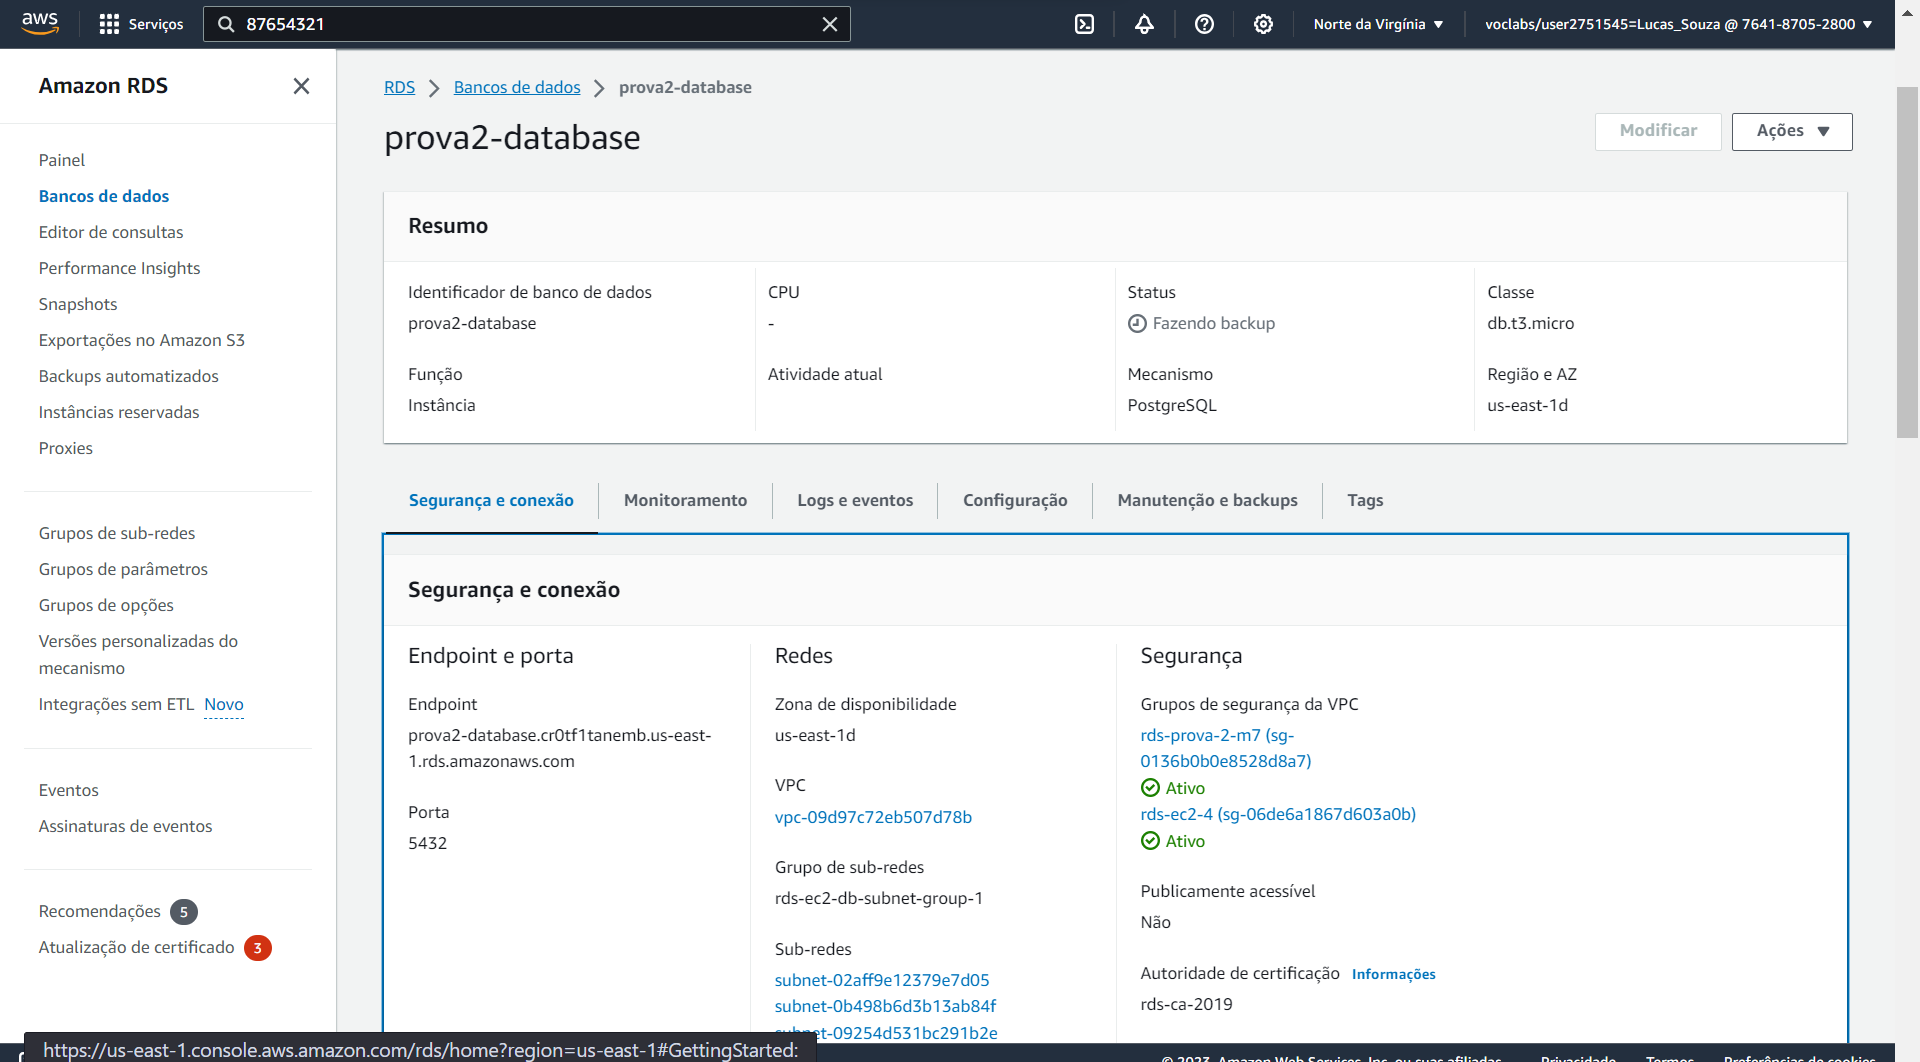 aws
Serviços
87654321
Norte da Virgínia
voclabs/user2751545=Lucas_Souza @ 7641-8705-2800
Amazon RDS
Painel
Bancos de dados
Editor de consultas
Performance Insights
Snapshots
Exportações no Amazon S3
Backups automatizados
Instâncias reservadas
Proxies
Grupos de sub-redes
Grupos de parâmetros
Grupos de opções
Versões personalizadas do
mecanismo
Integrações sem ETL Novo
Eventos
Assinaturas de eventos
Recomendações 5
Atualização de certificado 3
RDS > Bancos de dados > prova2-database
prova2-database
Modificar
Ações
Resumo
Identificador de banco de dados
prova2-database
CPU
-
Status
Fazendo backup
Classe
db.t3.micro
Função
Instância
Atividade atual
Mecanismo
PostgreSQL
Região e AZ
us-east-1d
Segurança e conexão
Monitoramento
Logs e eventos
Configuração
Manutenção e backups
Tags
Segurança e conexão
Endpoint e porta
Endpoint
prova2-database.cr0tf1tanemb.us-east-
1.rds.amazonaws.com
Porta
5432
Redes
Zona de disponibilidade
us-east-1d
VPC
vpc-09d97c72eb507d78b
Grupo de sub-redes
rds-ec2-db-subnet-group-1
Sub-redes
subnet-02aff9e12379e7d05
subnet-0b498b6d3b13ab84f
subnet-09254d531bc291b2e
Segurança
Grupos de segurança da VPC
rds-prova-2-m7 (sg-
0136b0b0e8528d8a7)
Ativo
rds-ec2-4 (sg-06de6a1867d603a0b)
Ativo
Publicamente acessível
Não
Autoridade de certificação Informações
rds-ca-2019
https://us-east-1.console.aws.amazon.com/rds/home?region=us-east-1#GettingStarted:
© 2023, Amazon Web Services, Inc. ou suas afiliadas.
Privacidade
Termos
Preferências de cookies